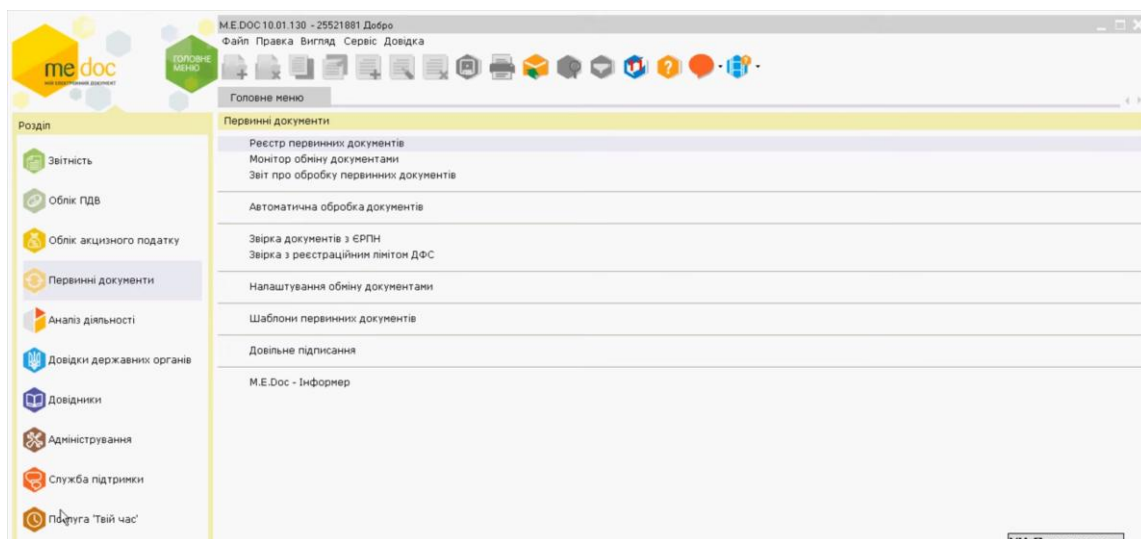 M.E.DOC 10.01.130 - 25521881 Добро
Файл Правка Вигляд Сервіс Довідка
me doc
МІЙ ЕЛЕКТРОННИЙ ДОКУМЕНТ
ГОЛОВНЕ
МЕНЮ
Головне меню
Розділ
Звітність
Облік ПДВ
Облік акцизного податку
Первинні документи
Аналіз діяльності
Довідки державних органів
Довідники
Адміністрування
Служба підтримки
Послуга 'Твій час'
Первинні документи
Реєстр первинних документів
Монітор обміну документами
Звіт про обробку первинних документів
Автоматична обробка документів
Звірка документів з ЄРПН
Звірка з реєстраційним лімітом ДФС
Налаштування обміну документами
Шаблони первинних документів
Довільне підписання
M.E.Doc - Інформер